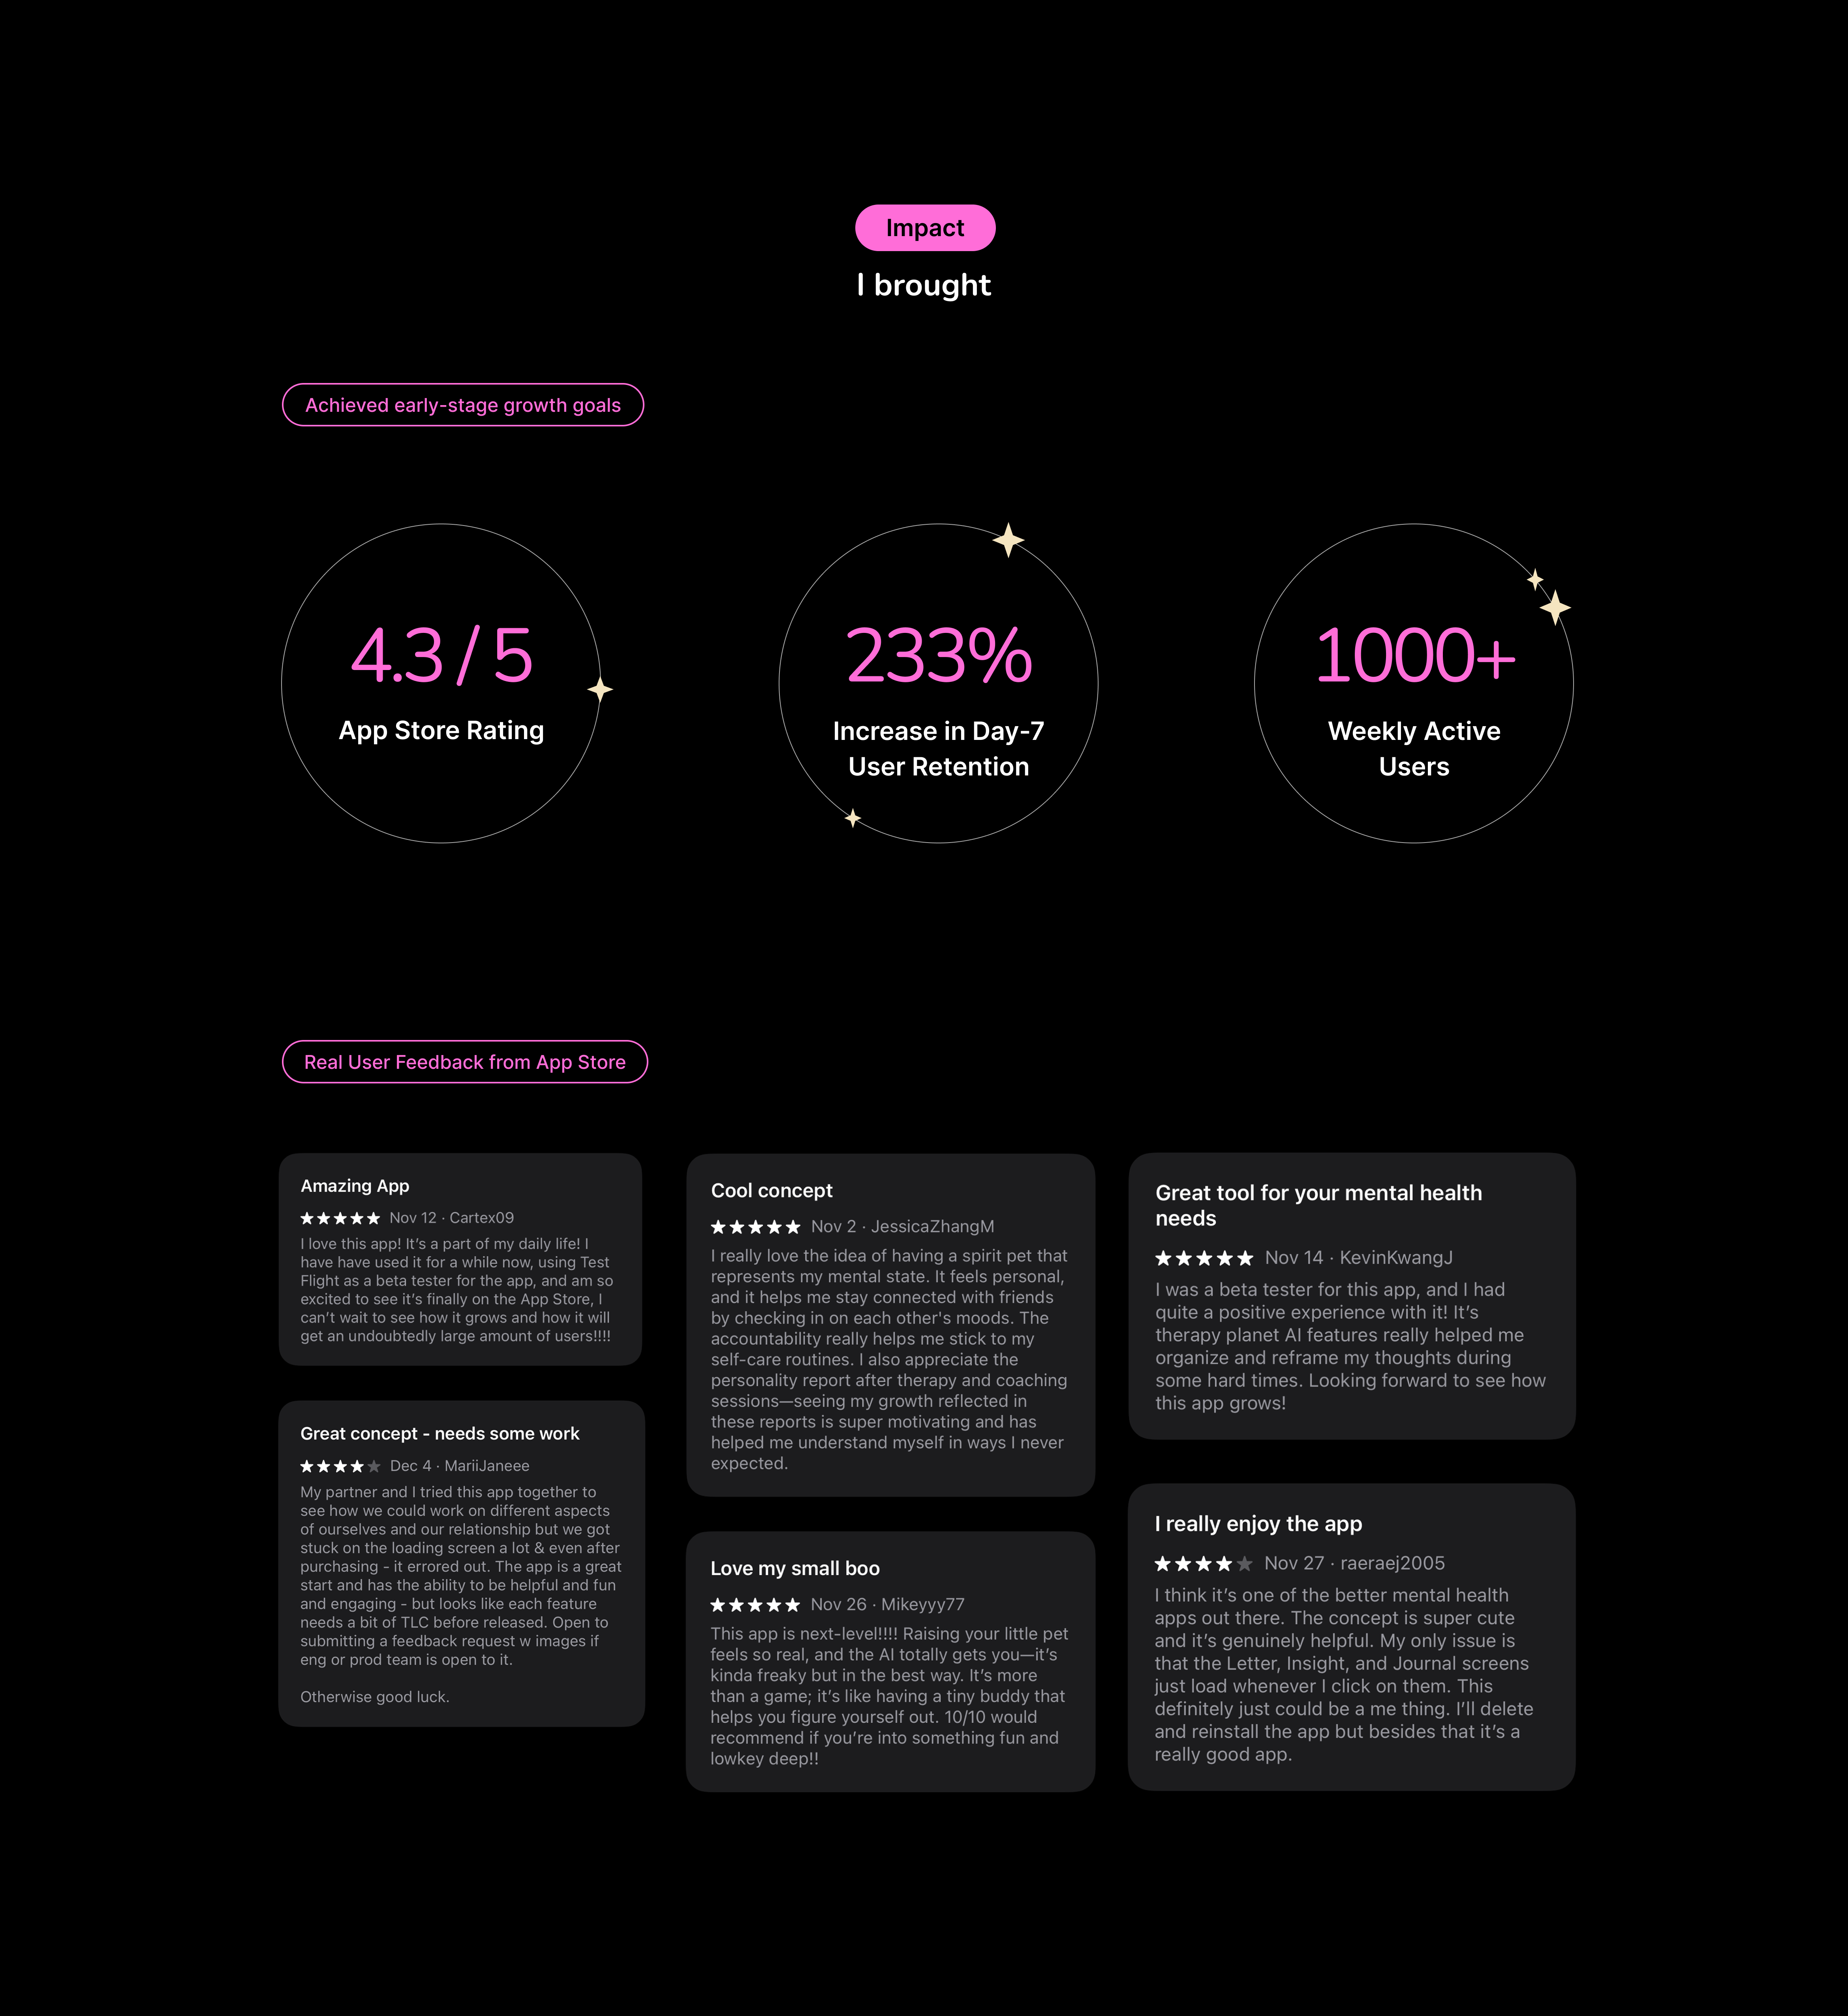 Impact
I brought
Achieved early-stage growth goals
4.3 / 5
App Store Rating
233%
Increase in Day-7
User Retention
1000+
Weekly Active
Users
Real User Feedback from App Store
Amazing App
★★★★★ Nov 12 · Cartex09
I love this app! It’s a part of my daily life! I
have have used it for a while now, using Test
Flight as a beta tester for the app, and am so
excited to see it’s finally on the App Store, I
can’t wait to see how it grows and how it will
get an undoubtedly large amount of users!!!!
Great concept - needs some work
★★★★★ Dec 4 · MariiJaneee
My partner and I tried this app together to
see how we could work on different aspects
of ourselves and our relationship but we got
stuck on the loading screen a lot & even after
purchasing - it errored out. The app is a great
start and has the ability to be helpful and fun
and engaging - but looks like each feature
needs a bit of TLC before released. Open to
submitting a feedback request w images if
eng or prod team is open to it.
Otherwise good luck.
Cool concept
★★★★★ Nov 2 · JessicaZhangM
I really love the idea of having a spirit pet that
represents my mental state. It feels personal,
and it helps me stay connected with friends
by checking in on each other's moods. The
accountability really helps me stick to my
self-care routines. I also appreciate the
personality report after therapy and coaching
sessions—seeing my growth reflected in
these reports is super motivating and has
helped me understand myself in ways I never
expected.
Love my small boo
★★★★★ Nov 26 · Mikeyyy77
This app is next-level!!!! Raising your little pet
feels so real, and the AI totally gets you—it’s
kinda freaky but in the best way. It’s more
than a game; it’s like having a tiny buddy that
helps you figure yourself out. 10/10 would
recommend if you’re into something fun and
lowkey deep!!
Great tool for your mental health
needs
★★★★★ Nov 14 · KevinKwangJ
I was a beta tester for this app, and I had
quite a positive experience with it! It’s
therapy planet AI features really helped me
organize and reframe my thoughts during
some hard times. Looking forward to see how
this app grows!
I really enjoy the app
★★★★★ Nov 27 · raeraej2005
I think it’s one of the better mental health
apps out there. The concept is super cute
and it’s genuinely helpful. My only issue is
that the Letter, Insight, and Journal screens
just load whenever I click on them. This
definitely just could be a me thing. I’ll delete
and reinstall the app but besides that it’s a
really good app.